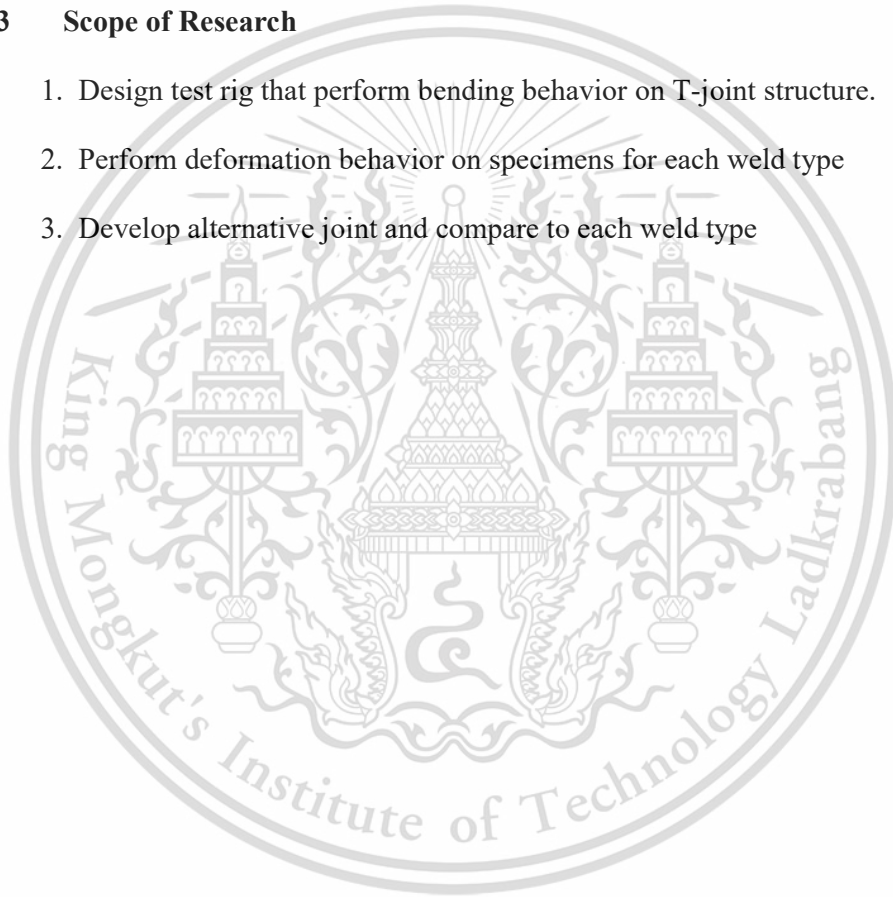 3 Scope of Research
1. Design test rig that perform bending behavior on T-joint structure.
2. Perform deformation behavior on specimens for each weld type
3. Develop alternative joint and compare to each weld type
King Mongkut's Institute of Technology Ladkrabang